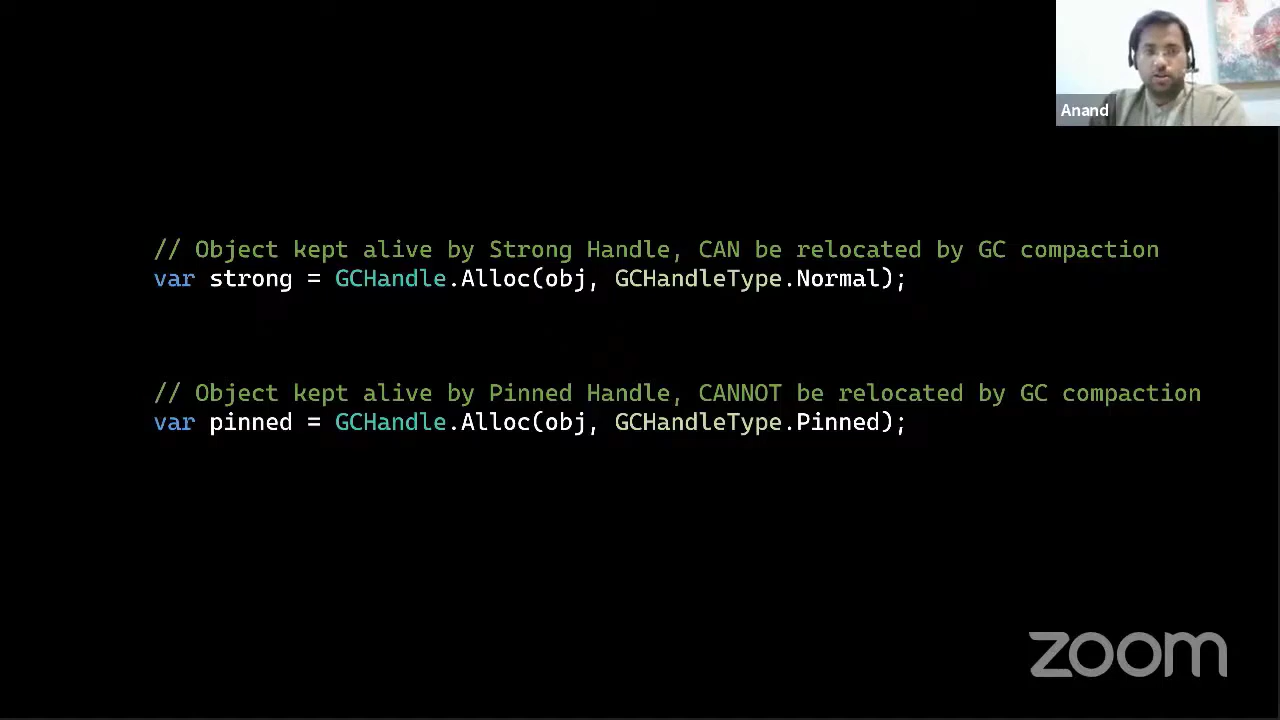 Anand
// Object kept alive by Strong Handle, CAN be relocated by GC compaction
var strong = GCHandle.Alloc(obj, GCHandleType.Normal);
// Object kept alive by Pinned Handle, CANNOT be relocated by GC compaction
var pinned = GCHandle.Alloc(obj, GCHandleType.Pinned);
zoom